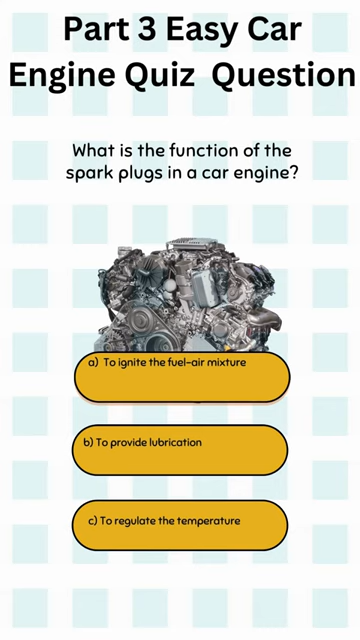 Part 3 Easy Car
Engine Quiz Question
What is the function of the
spark plugs in a car engine?
a) To ignite the fuel-air mixture
b) To provide lubrication
c) To regulate the temperature